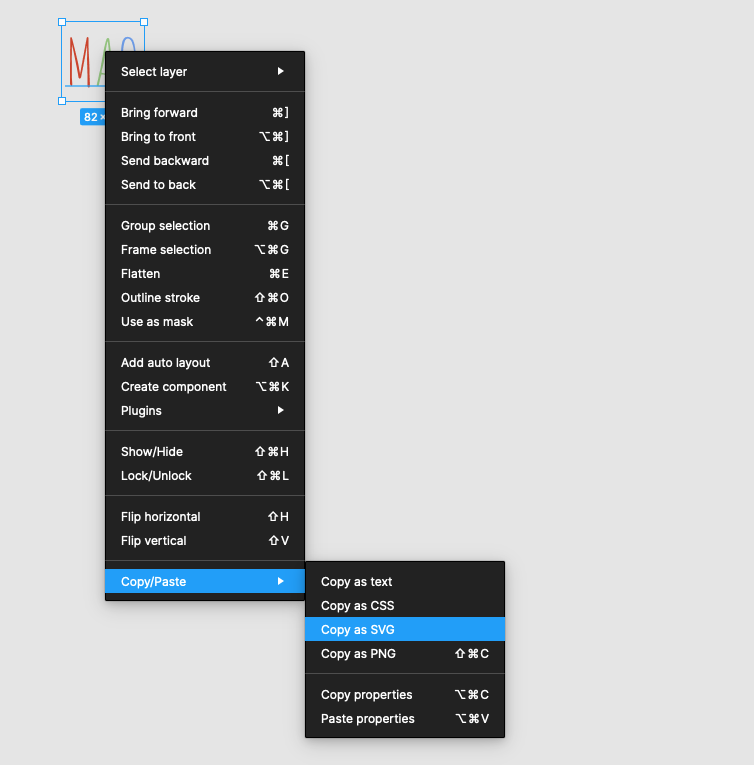 82 ×
Select layer
Bring forward ⌘]
Bring to front ⌥⌘]
Send backward ⌘[
Send to back ⌥⌘[
Group selection ⌘G
Frame selection ⌥⌘G
Flatten ⌘E
Outline stroke ⇧⌘O
Use as mask ^⌘M
Add auto layout ⇧A
Create component ⌥⌘K
Plugins
Show/Hide ⇧⌘H
Lock/Unlock ⇧⌘L
Flip horizontal ⇧H
Flip vertical ⇧V
Copy/Paste
Copy as text
Copy as CSS
Copy as SVG
Copy as PNG ⇧⌘C
Copy properties ⌥⌘C
Paste properties ⌥⌘V